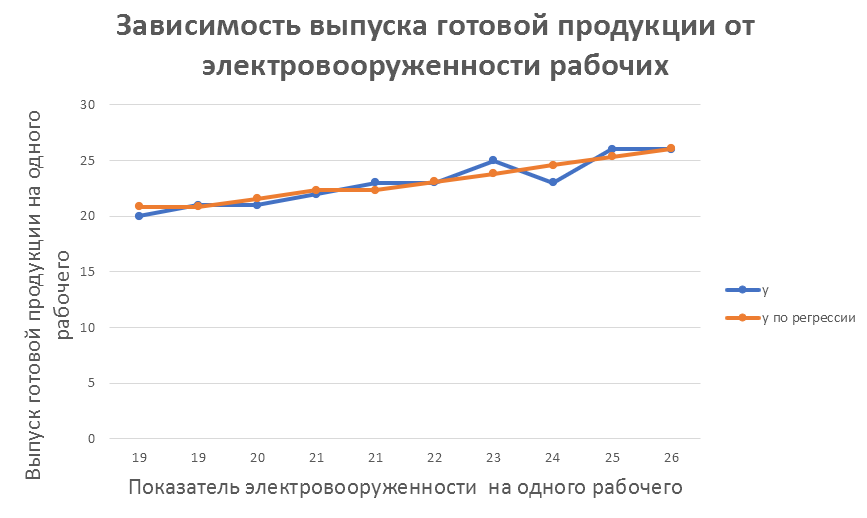 Зависимость выпуска готовой продукции от
электровооруженности рабочих
Выпуск готовой продукции на одного
рабочего
30
25
20
15
10
5
0
19 19 20 21 21 22 23 24 25 26
Показатель электровооруженности на одного рабочего
у
у по регрессии